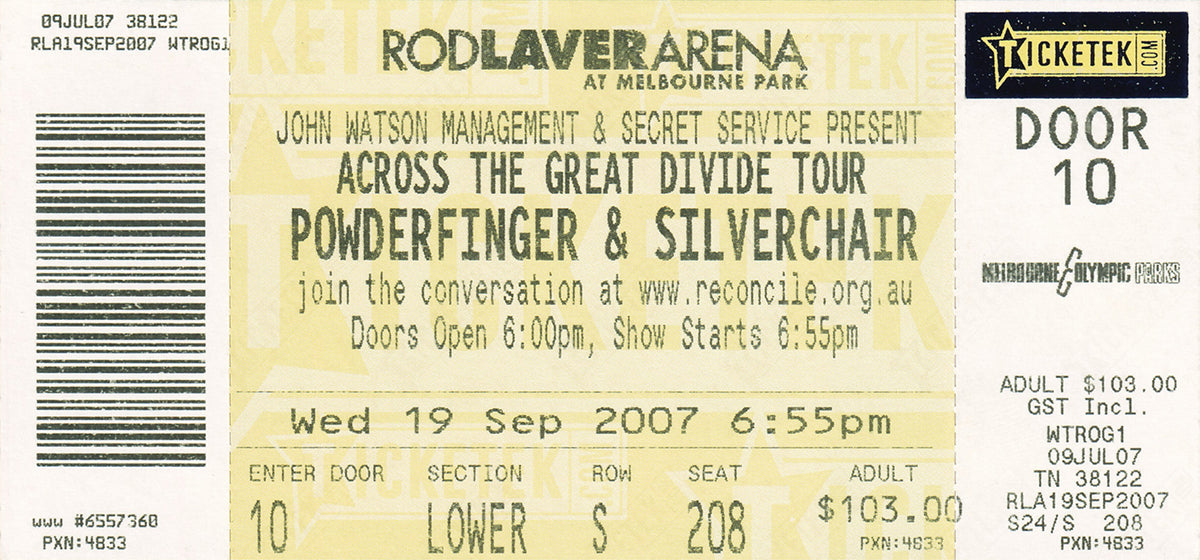 09JUL07 38122
RLA19SEP2007 WTROG1
www #6557360
PXN:4833
RODLAVERARENA
AT MELBOURNE PARK
JOHN WATSON MANAGEMENT & SECRET SERVICE PRESENT
ACROSS THE GREAT DIVIDE TOUR
POWDERFINGER & SILVERCHAIR
join the conversation at www.reconcile.org.au
Doors Open 6:00pm, Show Starts 6:55pm
Wed 19 Sep 2007 6:55pm
ENTER DOOR SECTION ROW SEAT ADULT
10 LOWER S 208 $103.00
PXN:4833
TICKETEK.COM
DOOR
10
MELBOURNE OLYMPIC PARKS
ADULT $103.00
GST Incl.
WTROG1
09JUL07
TN 38122
RLA19SEP2007
S24/S 208
PXN:4833